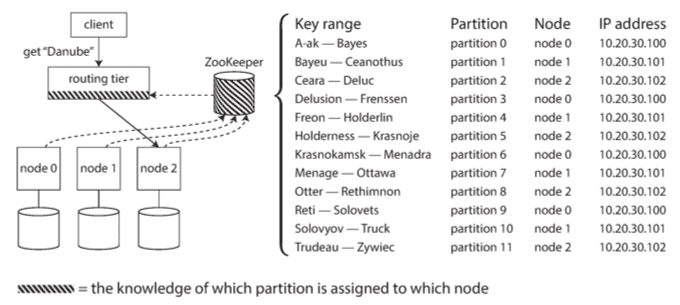 client
get “Danube”
routing tier
ZooKeeper
node 0 node 1 node 2
Key range Partition Node IP address
A-ak — Bayes partition 0 node 0 10.20.30.100
Bayeu — Ceanothus partition 1 node 1 10.20.30.101
Ceara — Deluc partition 2 node 2 10.20.30.102
Delusion — Frenssen partition 3 node 0 10.20.30.100
Freon — Holderlin partition 4 node 1 10.20.30.101
Holderness — Krasnoje partition 5 node 2 10.20.30.102
Krasnokamsk — Menadra partition 6 node 0 10.20.30.100
Menage — Ottawa partition 7 node 1 10.20.30.101
Otter — Rethimnon partition 8 node 2 10.20.30.102
Reti — Solovets partition 9 node 0 10.20.30.100
Solovyov — Truck partition 10 node 1 10.20.30.101
Trudeau — Zywiec partition 11 node 2 10.20.30.102
= the knowledge of which partition is assigned to which node